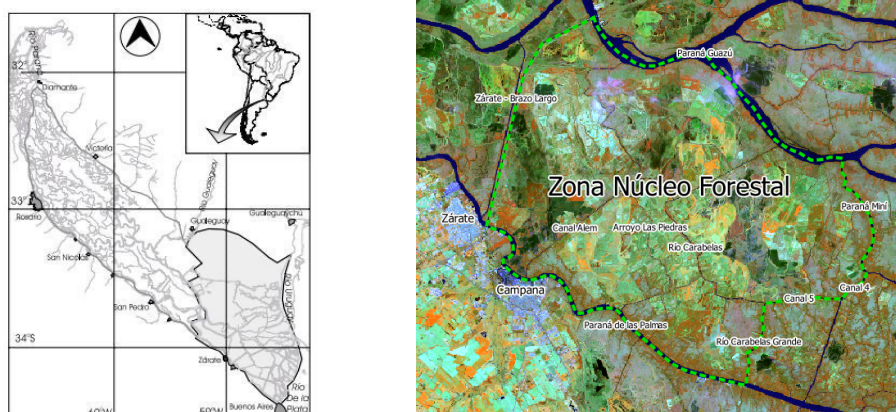 Río Paraná
32°
Diamante
Victoria
Río Gualeguay
33°
Rosario
Gualeguay
Gualeguaychú
San Nicolás
Río Uruguay
San Pedro
34°S
Zárate
Buenos Aires
Río
De la
Plata
Paraná Guazú
Zárate - Brazo Largo
Zona Núcleo Forestal
Paraná Miní
Zárate
Canal Alem
Arroyo Las Piedras
Río Carabelas
Campana
Canal 4
Canal 5
Paraná de las Palmas
Río Carabelas Grande